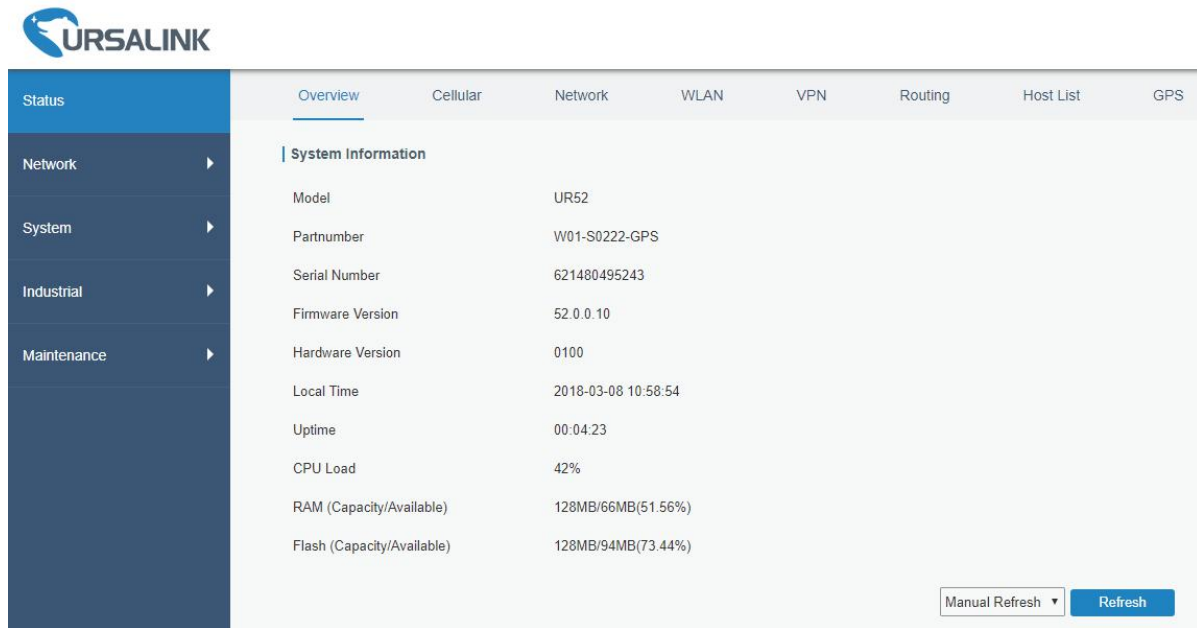 URSALINK
Status
Overview Cellular Network WLAN VPN Routing Host List GPS
Network
System
Industrial
Maintenance
System Information
Model UR52
Partnumber W01-S0222-GPS
Serial Number 621480495243
Firmware Version 52.0.0.10
Hardware Version 0100
Local Time 2018-03-08 10:58:54
Uptime 00:04:23
CPU Load 42%
RAM (Capacity/Available) 128MB/66MB(51.56%)
Flash (Capacity/Available) 128MB/94MB(73.44%)
Manual Refresh Refresh